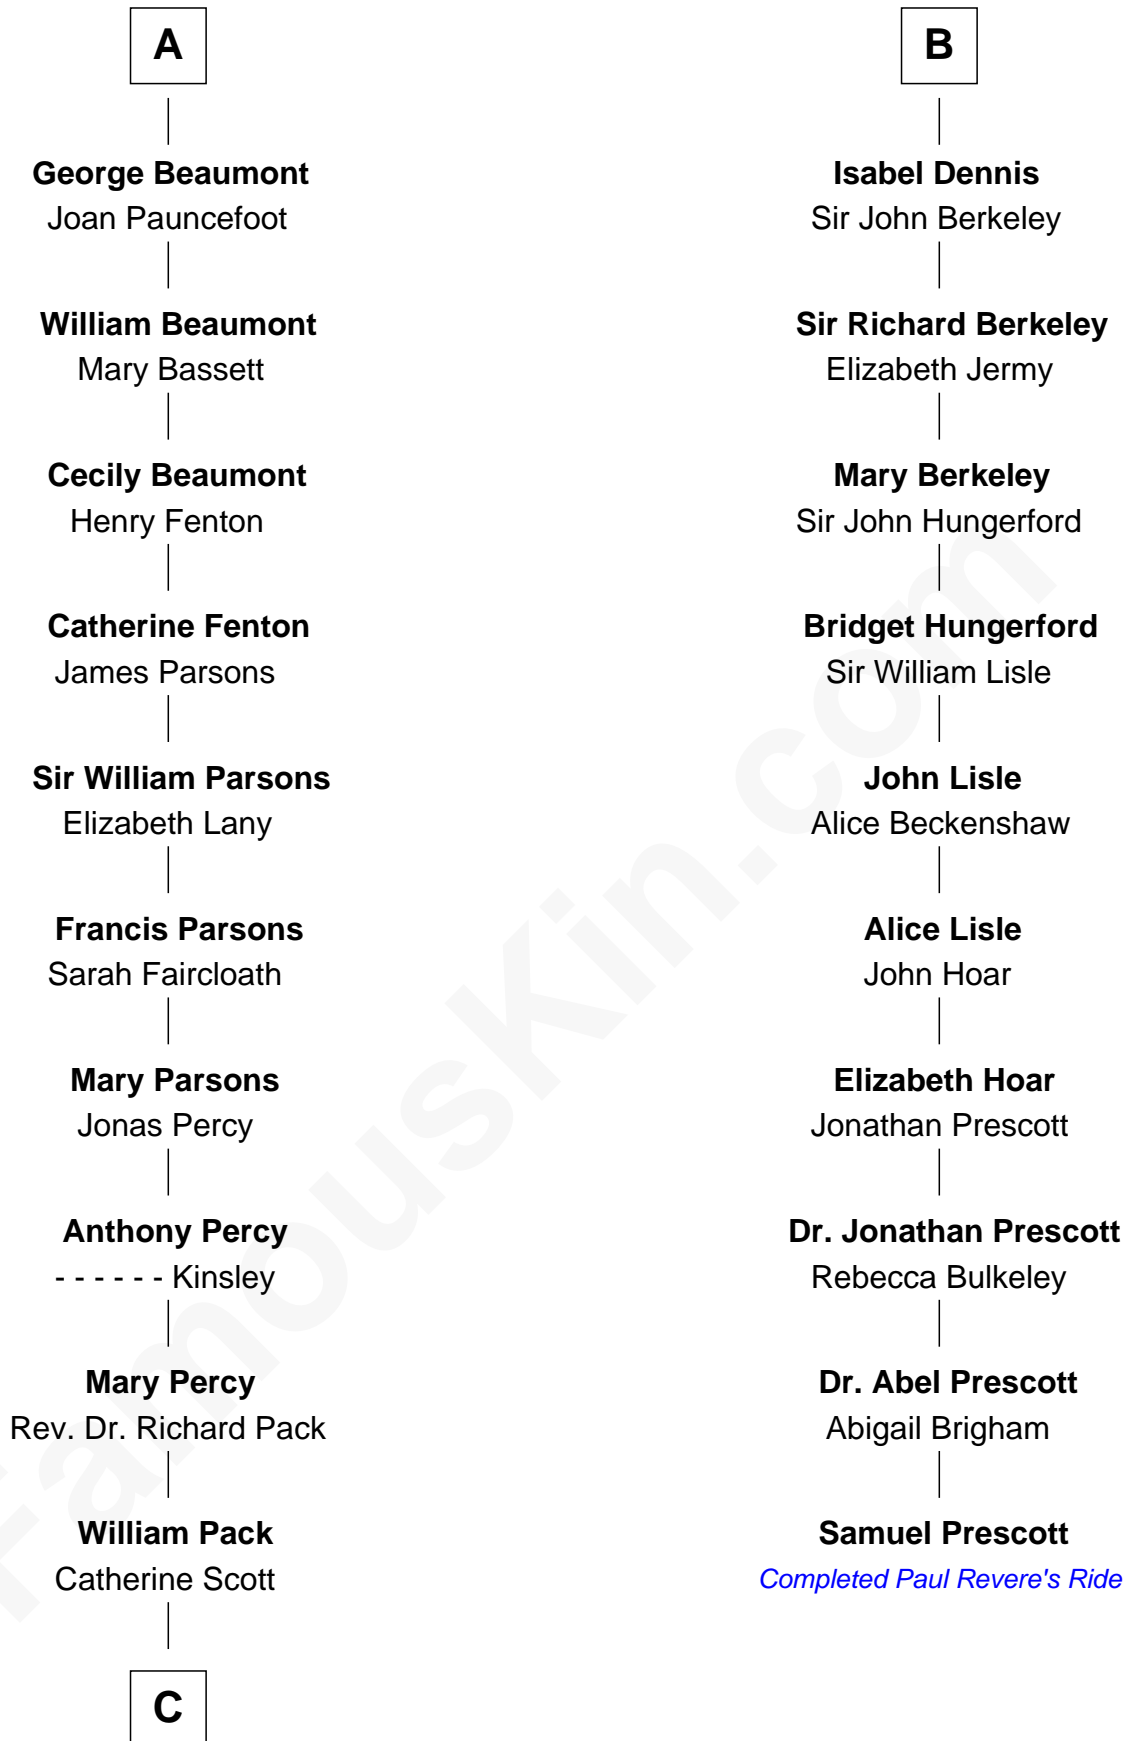 A
George Beaumont
Joan Pauncefoot
William Beaumont
Mary Bassett
Cecily Beaumont
Henry Fenton
Catherine Fenton
James Parsons
Sir William Parsons
Elizabeth Lany
Francis Parsons
Sarah Faircloath
Mary Parsons
Jonas Percy
Anthony Percy
- - - - - - Kinsley
Mary Percy
Rev. Dr. Richard Pack
William Pack
Catherine Scott
C
B
Isabel Dennis
Sir John Berkeley
Sir Richard Berkeley
Elizabeth Jermy
Mary Berkeley
Sir John Hungerford
Bridget Hungerford
Sir William Lisle
John Lisle
Alice Beckenshaw
Alice Lisle
John Hoar
Elizabeth Hoar
Jonathan Prescott
Dr. Jonathan Prescott
Rebecca Bulkeley
Dr. Abel Prescott
Abigail Brigham
Samuel Prescott
Completed Paul Revere's Ride
FamousKin.com